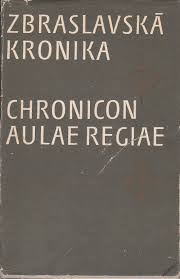 ZBRASLAVSKÁ
KRONIKA
CHRONICON
AULAE REGIAE